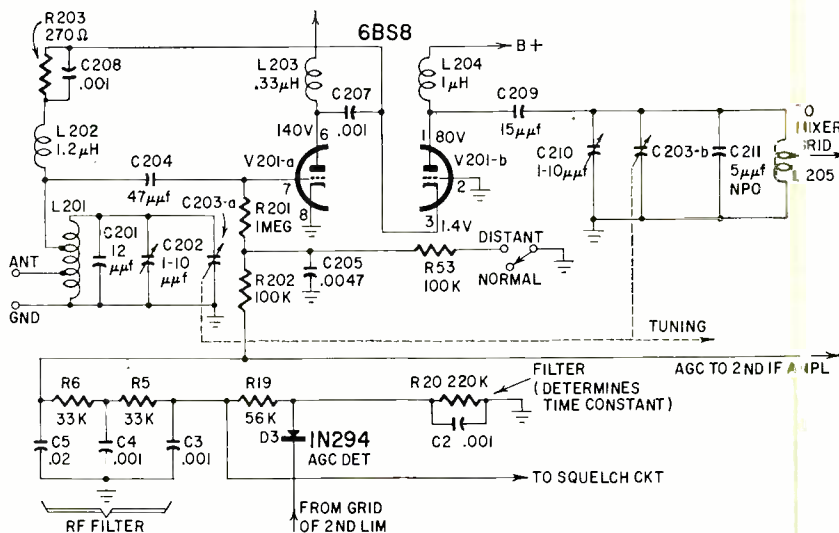 R203
270Ω
C208
.001
L202
1.2μH
6BS8
L203
.33μH
C207
.001
L204
1μH
B+
C209
15μμf
140V
6
1
80V
V201-a
V201-b
7
8
2
3
1.4V
C204
47μμf
C203-a
R201
1MEG
L201
C201
12
μμf
C202
1-10
μμf
ANT
GND
R202
100K
C205
.0047
R53
100K
DISTANT
NORMAL
C210
1-10μμf
C203-b
C211
5μμf
NPO
L205
MIXER
GRID
TUNING
AGC TO 2ND IF AMPL
R6
33K
R5
33K
R19
56K
R20 220K
FILTER
(DETERMINES
TIME CONSTANT)
C5
.02
C4
.001
C3
.001
D3
1N294
AGC DET
C2 .001
TO SQUELCH CKT
RF FILTER
FROM GRID
OF 2ND LIM